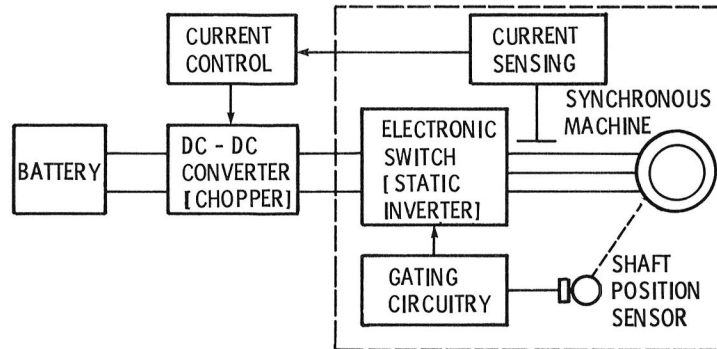 CURRENT
CONTROL
CURRENT
SENSING
SYNCHRONOUS
MACHINE
BATTERY
DC - DC
CONVERTER
[CHOPPER]
ELECTRONIC
SWITCH
[STATIC
INVERTER]
GATING
CIRCUITRY
SHAFT
POSITION
SENSOR